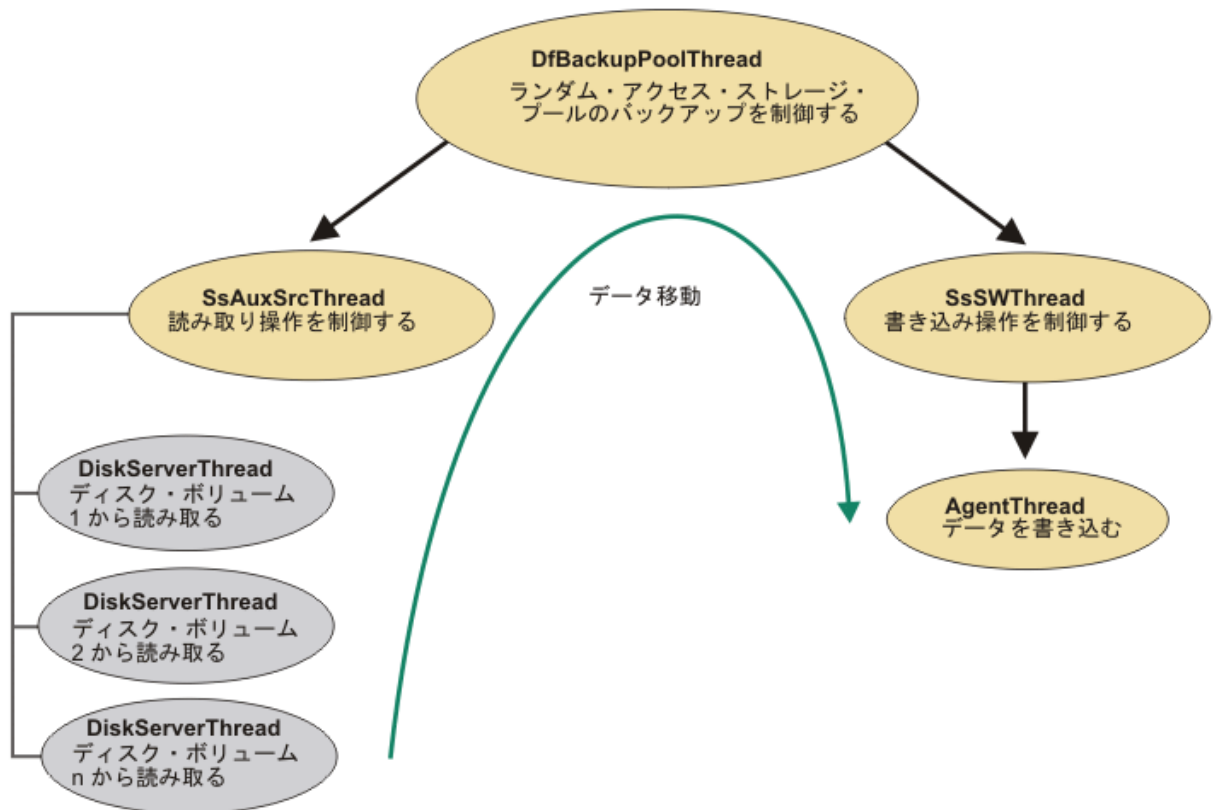 DfBackupPoolThread
ランダム・アクセス・ストレージ・
プールのバックアップを制御する
SsAuxSrcThread
読み取り操作を制御する
データ移動
SsSWThread
書き込み操作を制御する
DiskServerThread
ディスク・ボリューム
1 から読み取る
AgentThread
データを書き込む
DiskServerThread
ディスク・ボリューム
2 から読み取る
DiskServerThread
ディスク・ボリューム
n から読み取る